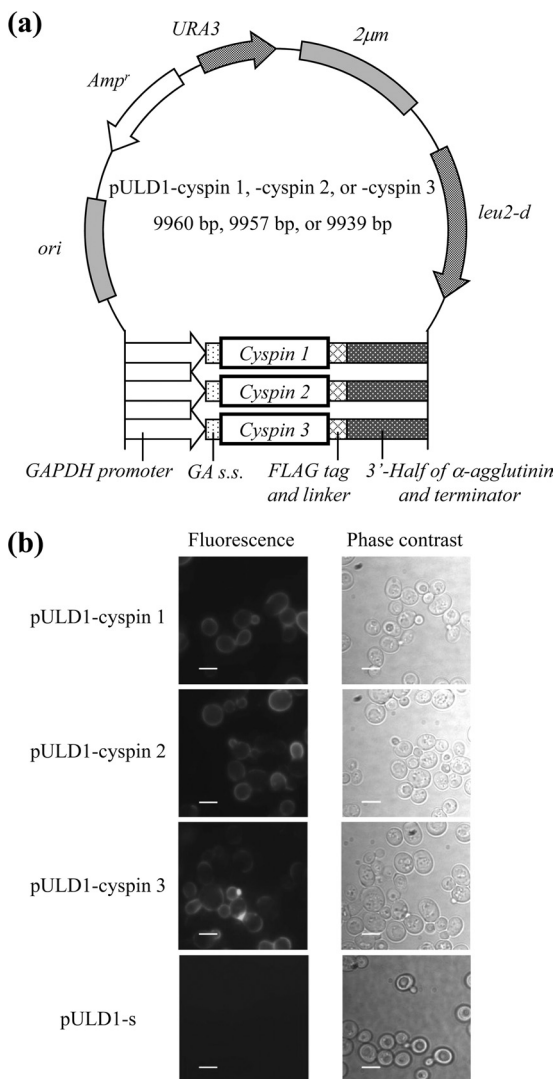 (a)
URA3
2μm
Ampʳ
pULD1-cyspin 1, -cyspin 2, or -cyspin 3
leu2-d
9960 bp, 9957 bp, or 9939 bp
ori
Cyspin 1
Cyspin 2
Cyspin 3
GAPDH promoter
GA s.s.
FLAG tag
and linker
3’-Half of α-agglutinin
and terminator
(b)
Fluorescence
Phase contrast
pULD1-cyspin 1
pULD1-cyspin 2
pULD1-cyspin 3
pULD1-s